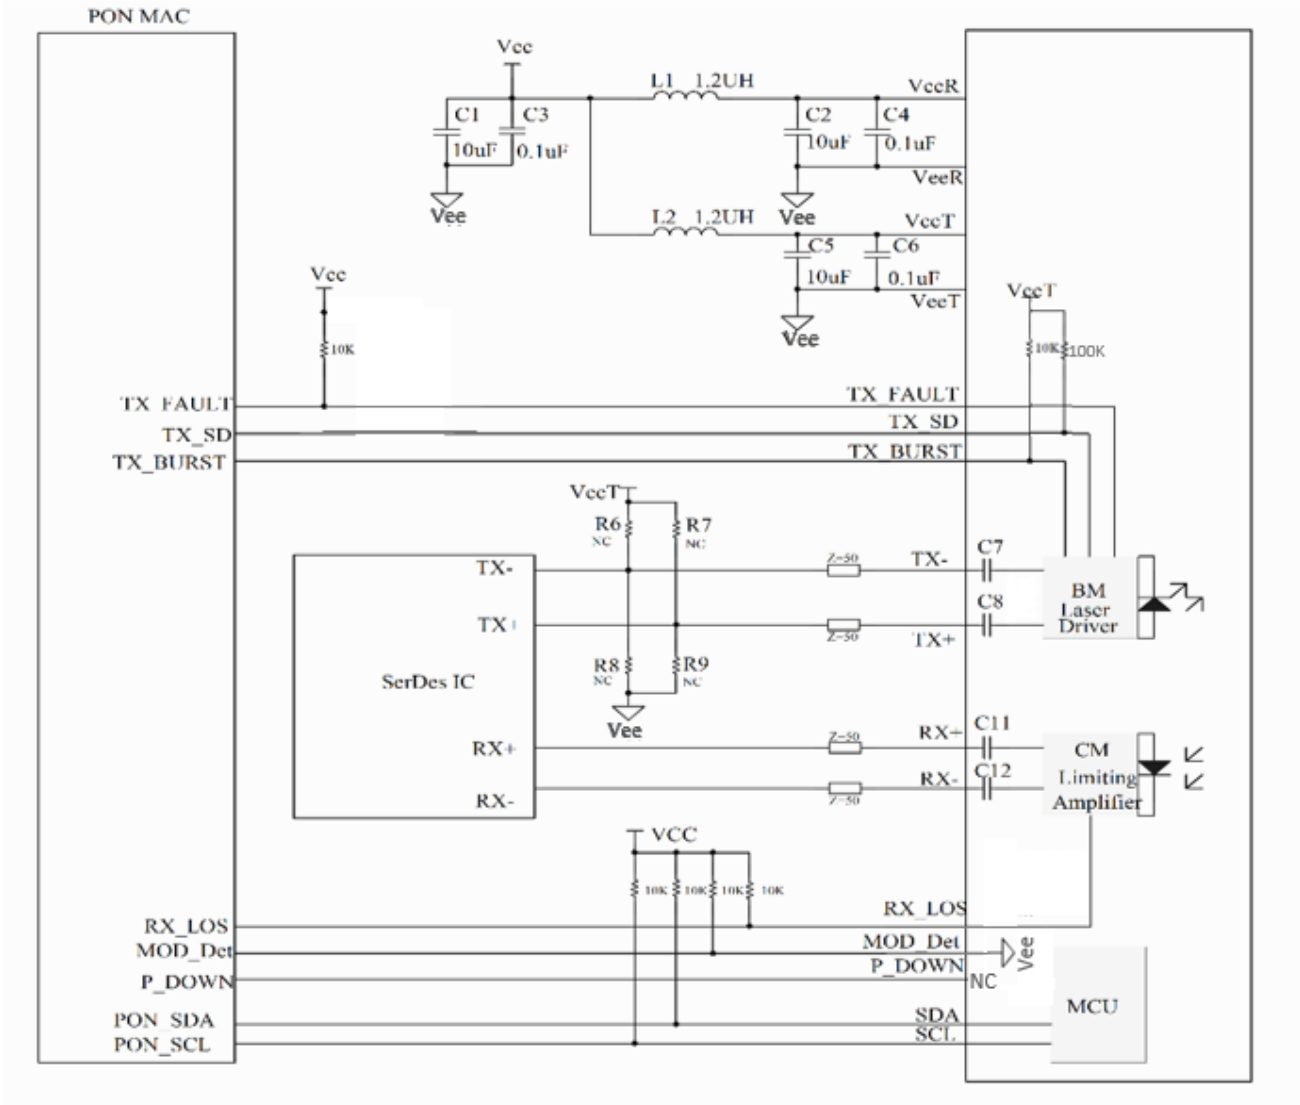 PON MAC
Vcc
L1 1.2UH
VccR
C1
C3
C2
C4
10uF
0.1uF
10uF
0.1uF
VeeR
Vee
Vee
L2 1.2UH
VccT
C5
C6
10uF
0.1uF
VeeT
Vee
Vcc
10K
VccT
10K
100K
TX_FAULT
TX_FAULT
TX_SD
TX_SD
TX_BURST
TX_BURST
VccT
R6
NC
R7
NC
TX-
Z=50
TX-
C7
BM
Laser
Driver
TX+
Z=50
TX+
C8
R8
NC
R9
NC
Vee
SerDes IC
RX+
Z=50
RX+
C11
CM
Limiting
Amplifier
RX-
Z=50
RX-
C12
VCC
10K
10K
10K
10K
RX_LOS
RX_LOS
MOD_Det
MOD_Det
Vee
P_DOWN
P_DOWN
NC
MCU
PON_SDA
SDA
PON_SCL
SCL